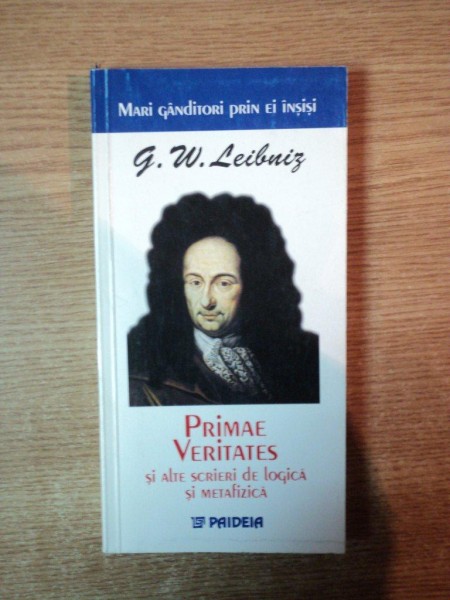 Mari gânditori prin ei înșiși
G. W. Leibniz
Primae
Veritates
și alte scrieri de logică
și metafizică
PAIDEIA